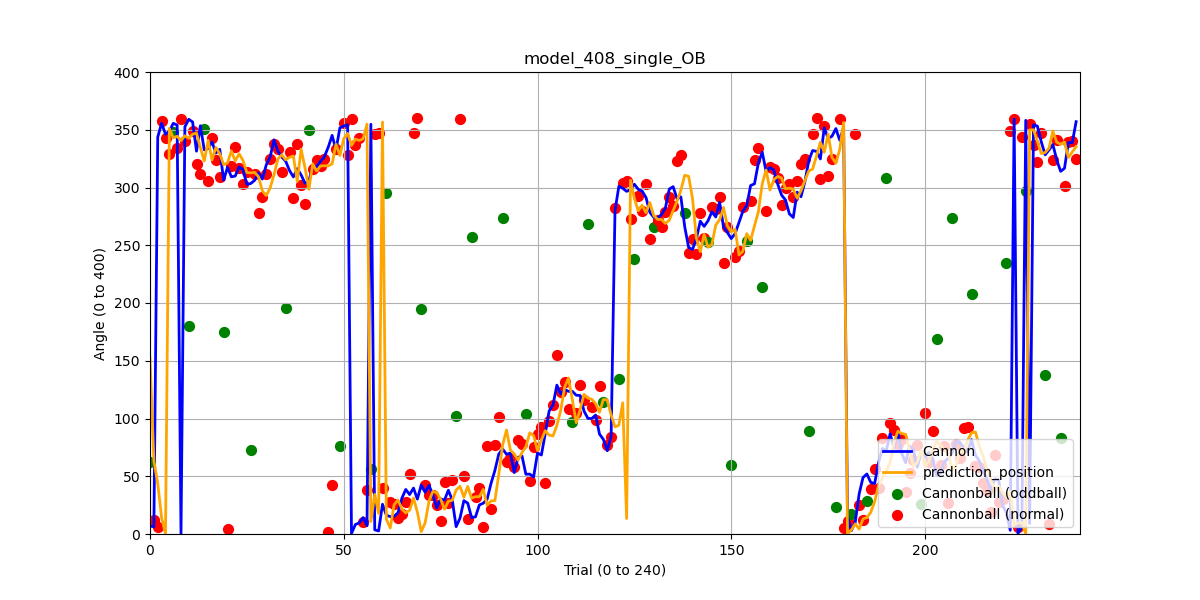 model_408_single_OB
400
350
300
250
200
150
100
50
0
Angle (0 to 400)
0 50 100 150 200
Trial (0 to 240)
Cannon
prediction_position
Cannonball (oddball)
Cannonball (normal)